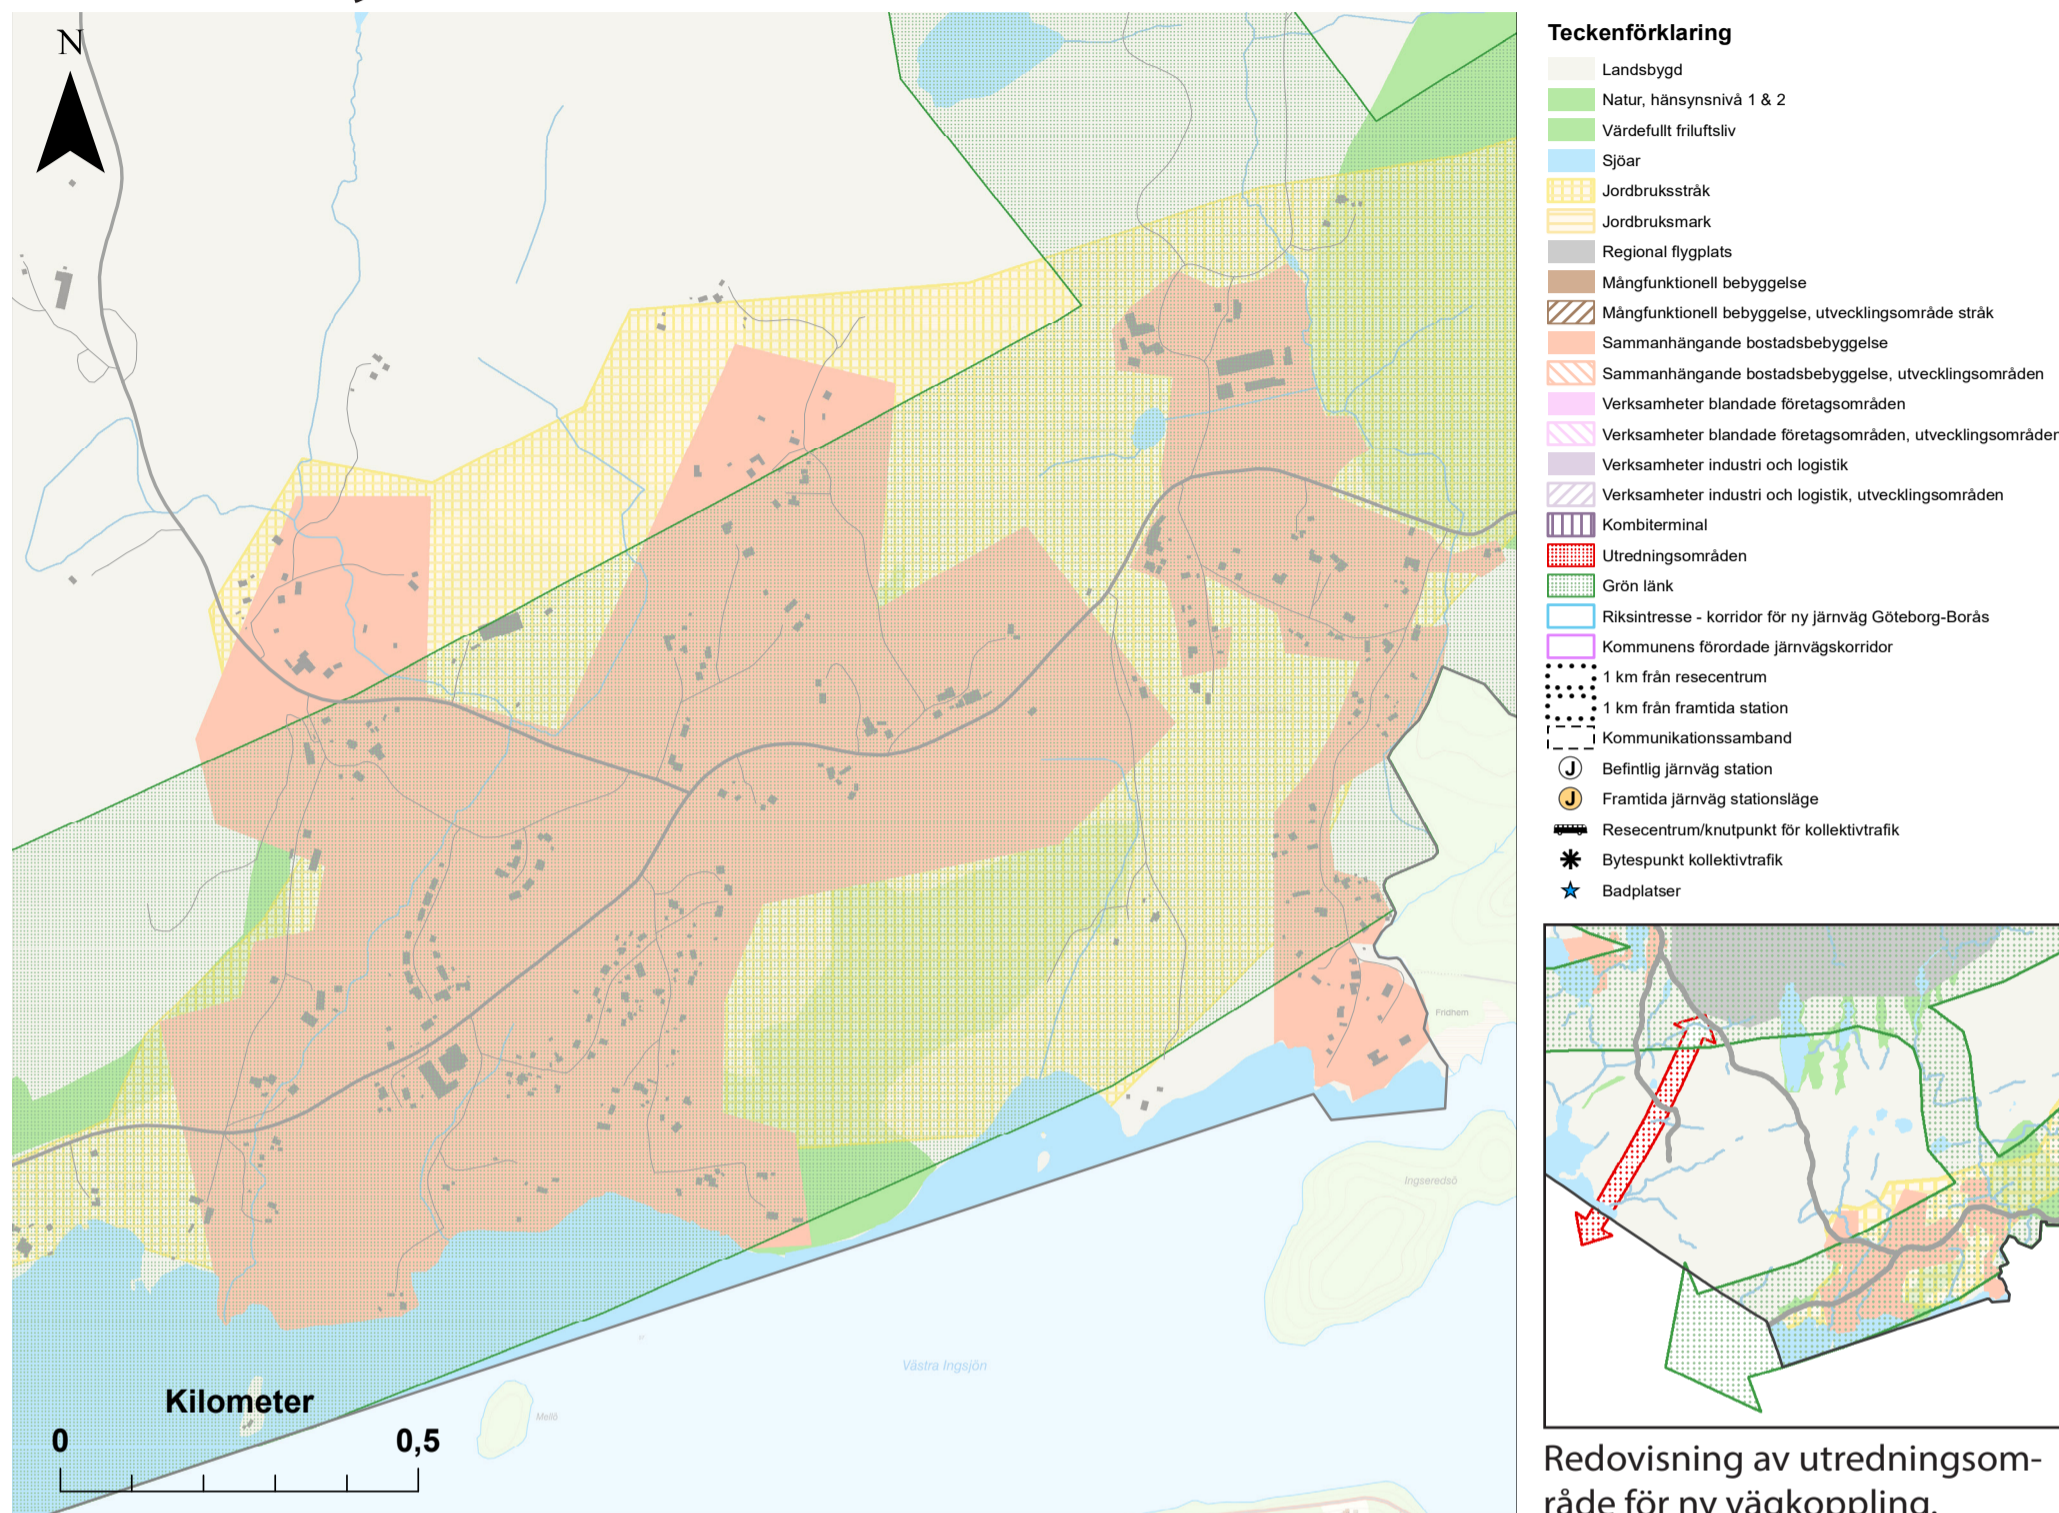 N
Teckenförklaring
Landsbygd
Natur, hänsynsnivå 1 & 2
Värdefullt friluftsliv
Sjöar
Jordbruksstråk
Jordbruksmark
Regional flygplats
Mångfunktionell bebyggelse
Mångfunktionell bebyggelse, utvecklingsområde stråk
Sammanhängande bostadsbebyggelse
Sammanhängande bostadsbebyggelse, utvecklingsområden
Verksamheter blandade företagsområden
Verksamheter blandade företagsområden, utvecklingsområden
Verksamheter industri och logistik
Verksamheter industri och logistik, utvecklingsområden
Kombiterminal
Utredningsområden
Grön länk
Riksintresse - korridor för ny järnväg Göteborg-Borås
Kommunens förordade järnvägskorridor
1 km från resecentrum
1 km från framtida station
Kommunikationssamband
J Befintlig järnväg station
J Framtida järnväg stationsläge
Resecentrum/knutpunkt för kollektivtrafik
Bytespunkt kollektivtrafik
Badplatser
Fridhem
Ingseredsö
Västra Ingsjön
Mellö
Kilometer
0 0,5
Redovisning av utredningsom-
råde för ny vägkoppling.